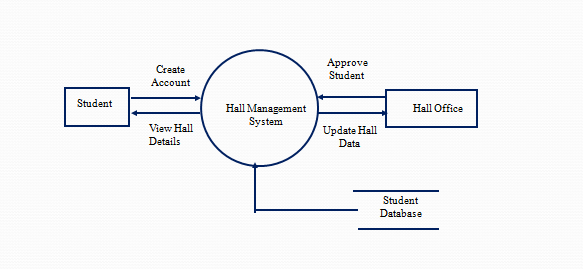 Create
Account
Student
View Hall
Details
Hall Management
System
Approve
Student
Hall Office
Update Hall
Data
Student
Database